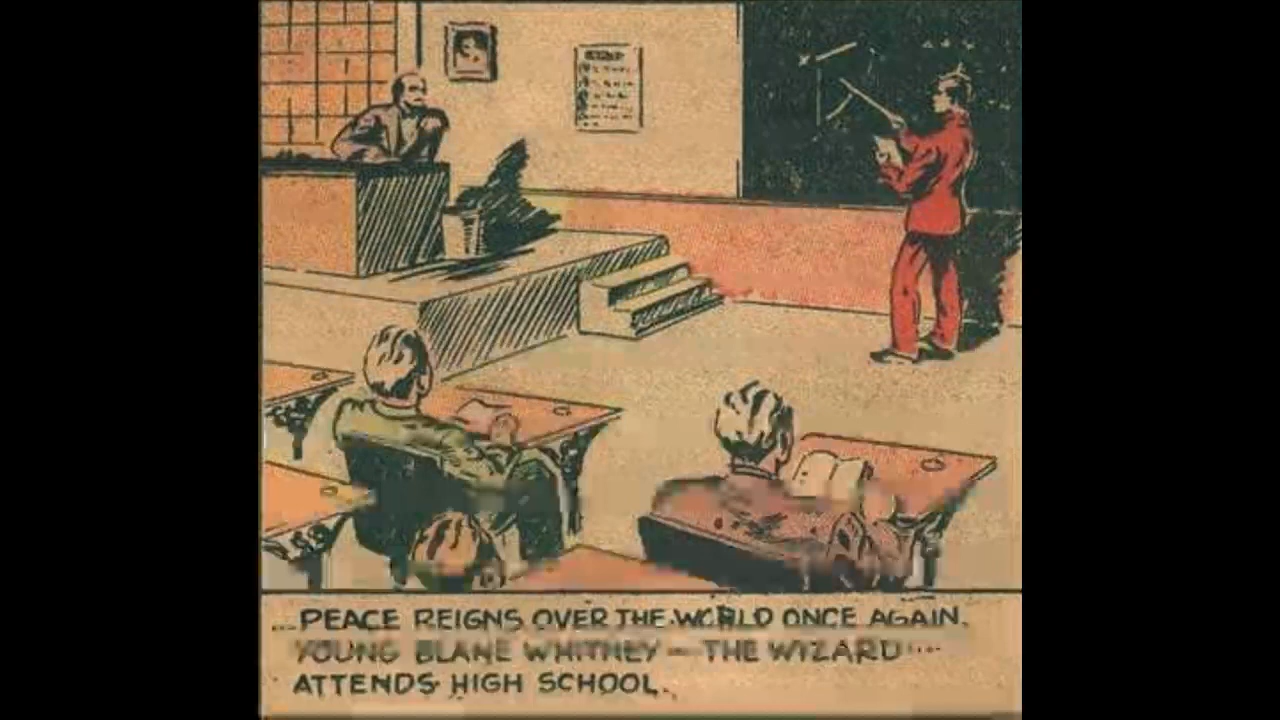 ...PEACE REIGNS OVER THE WORLD ONCE AGAIN.
YOUNG BLANE WHITNEY — THE WIZARD ....
ATTENDS HIGH SCHOOL.